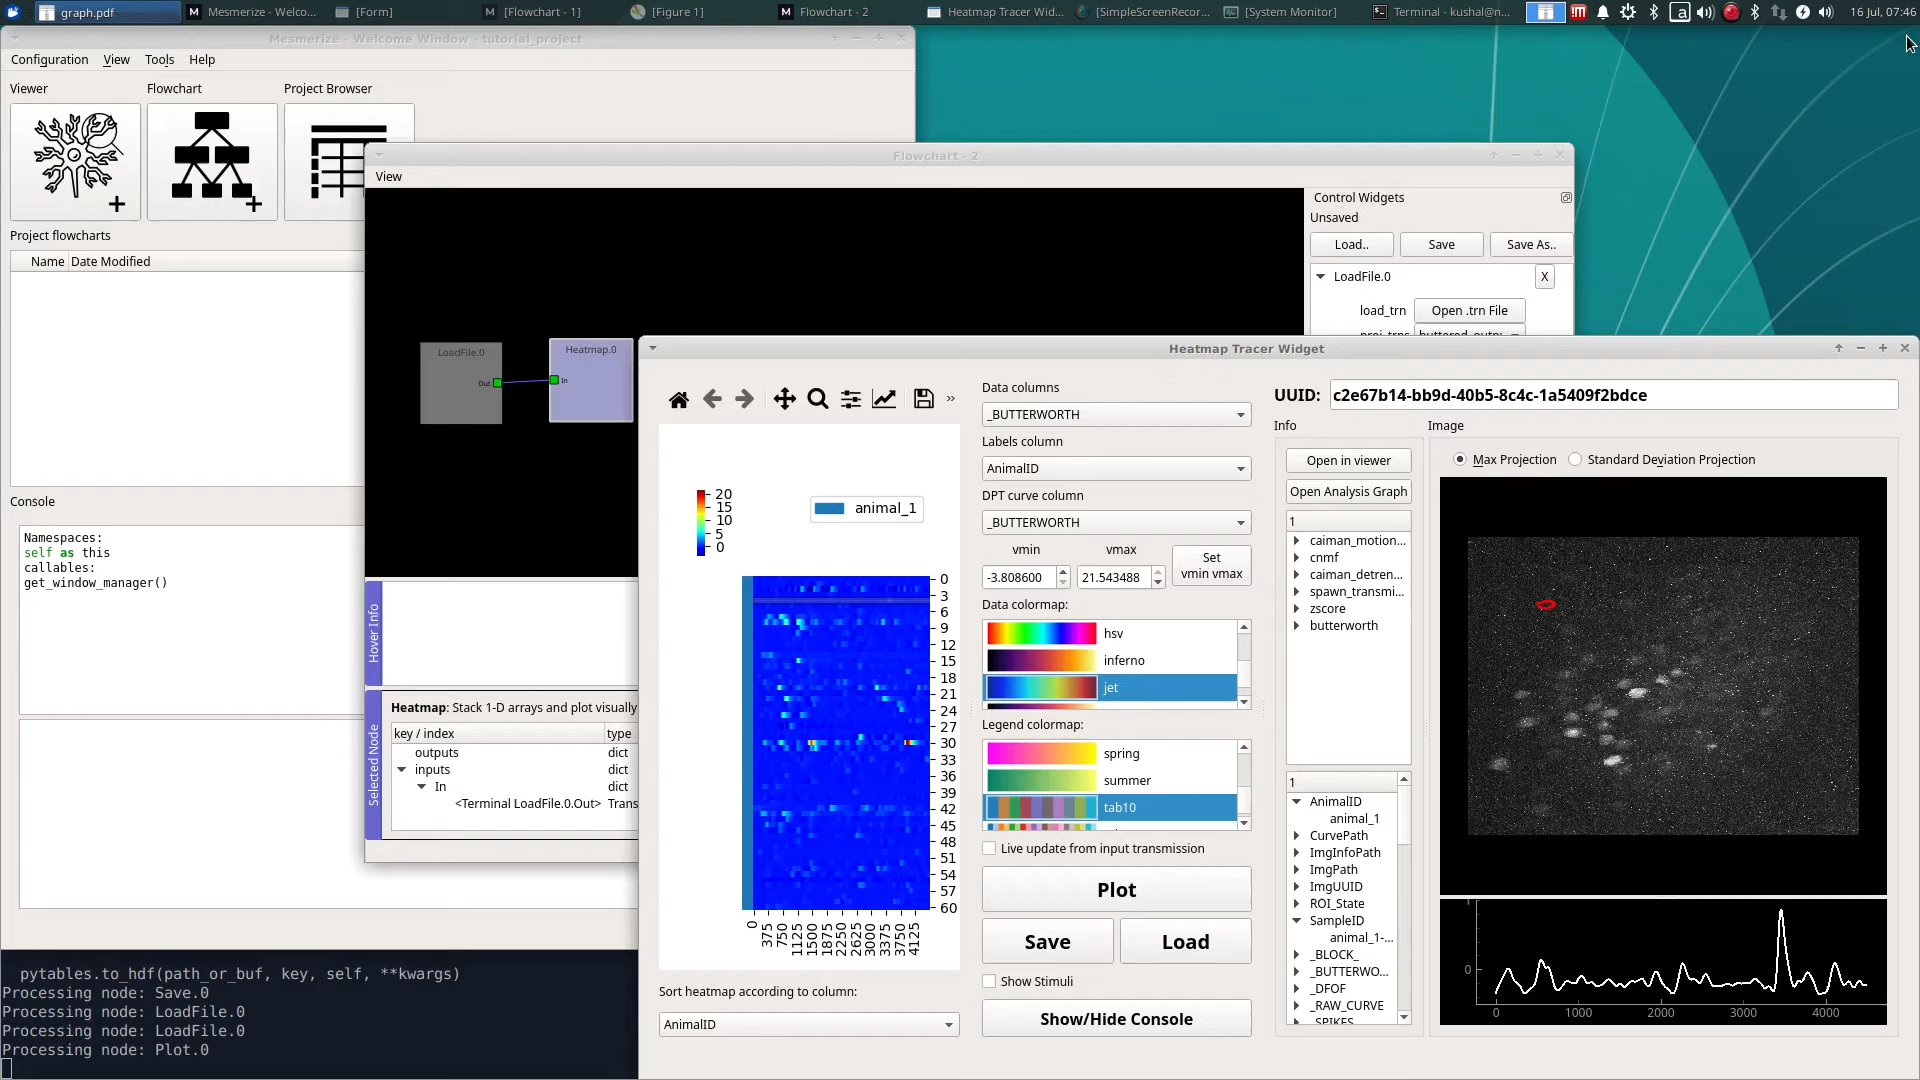 graph.pdf
Mesmerize - Welco...
[Form]
[Flowchart - 1]
[Figure 1]
Flowchart - 2
Heatmap Tracer Wid...
[SimpleScreenRecor...
[System Monitor]
Terminal - kushal@n...
16 Jul, 07:46
Mesmerize - Welcome Window - tutorial_project
Configuration View Tools Help
Viewer Flowchart Project Browser
Project flowcharts
Name Date Modified
Console
Namespaces:
self as this
callables:
get_window_manager()
pytables.to_hdf(path_or_buf, key, self, **kwargs)
Processing node: Save.0
Processing node: LoadFile.0
Processing node: LoadFile.0
Processing node: Plot.0
Flowchart - 2
View
LoadFile.0
Out
Heatmap.0
In
Control Widgets
Unsaved
Load.. Save Save As..
LoadFile.0 X
load_trn Open .trn File
Hover Info
Selected Node
Heatmap: Stack 1-D arrays and plot visually
key / index type
outputs dict
inputs dict
In dict
<Terminal LoadFile.0.Out> Trans
Heatmap Tracer Widget
20
15
10
5
0
animal_1
0
3
6
9
12
15
18
21
24
27
30
33
36
39
42
45
48
51
54
57
60
0 375 750 1125 1500 1875 2250 2625 3000 3375 3750 4125
Sort heatmap according to column:
AnimalID
Data columns
_BUTTERWORTH
Labels column
AnimalID
DPT curve column
_BUTTERWORTH
vmin vmax
-3.808600 21.543488
Set
vmin vmax
Data colormap:
hsv
inferno
jet
Legend colormap:
spring
summer
tab10
Live update from input transmission
Plot
Save Load
Show Stimuli
Show/Hide Console
UUID: c2e67b14-bb9d-40b5-8c4c-1a5409f2bdce
Info
Open in viewer
Open Analysis Graph
1
caiman_motion...
cnmf
caiman_detren...
spawn_transmi...
zscore
butterworth
1
AnimalID
animal_1
CurvePath
ImgInfoPath
ImgPath
ImgUUID
ROI_State
SampleID
animal_1-...
_BLOCK_
_BUTTERWO...
_DFOF
_RAW_CURVE
_SPIKES
Image
Max Projection Standard Deviation Projection
0
0 1000 2000 3000 4000